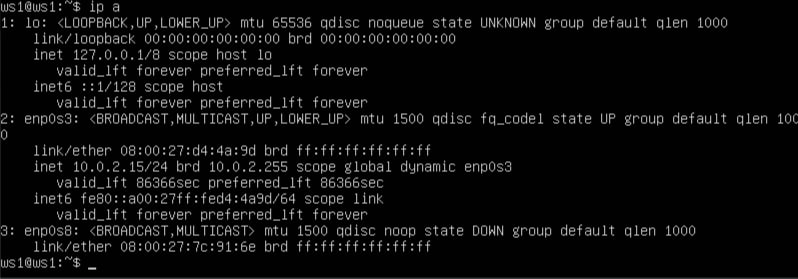 ws1@ws1:~$ ip a
1: lo: <LOOPBACK,UP,LOWER_UP> mtu 65536 qdisc noqueue state UNKNOWN group default qlen 1000
    link/loopback 00:00:00:00:00:00 brd 00:00:00:00:00:00
    inet 127.0.0.1/8 scope host lo
       valid_lft forever preferred_lft forever
    inet6 ::1/128 scope host
       valid_lft forever preferred_lft forever
2: enp0s3: <BROADCAST,MULTICAST,UP,LOWER_UP> mtu 1500 qdisc fq_codel state UP group default qlen 100
0
    link/ether 08:00:27:d4:4a:9d brd ff:ff:ff:ff:ff:ff
    inet 10.0.2.15/24 brd 10.0.2.255 scope global dynamic enp0s3
       valid_lft 86366sec preferred_lft 86366sec
    inet6 fe80::a00:27ff:fed4:4a9d/64 scope link
       valid_lft forever preferred_lft forever
3: enp0s8: <BROADCAST,MULTICAST> mtu 1500 qdisc noop state DOWN group default qlen 1000
    link/ether 08:00:27:7c:91:6e brd ff:ff:ff:ff:ff:ff
ws1@ws1:~$ _